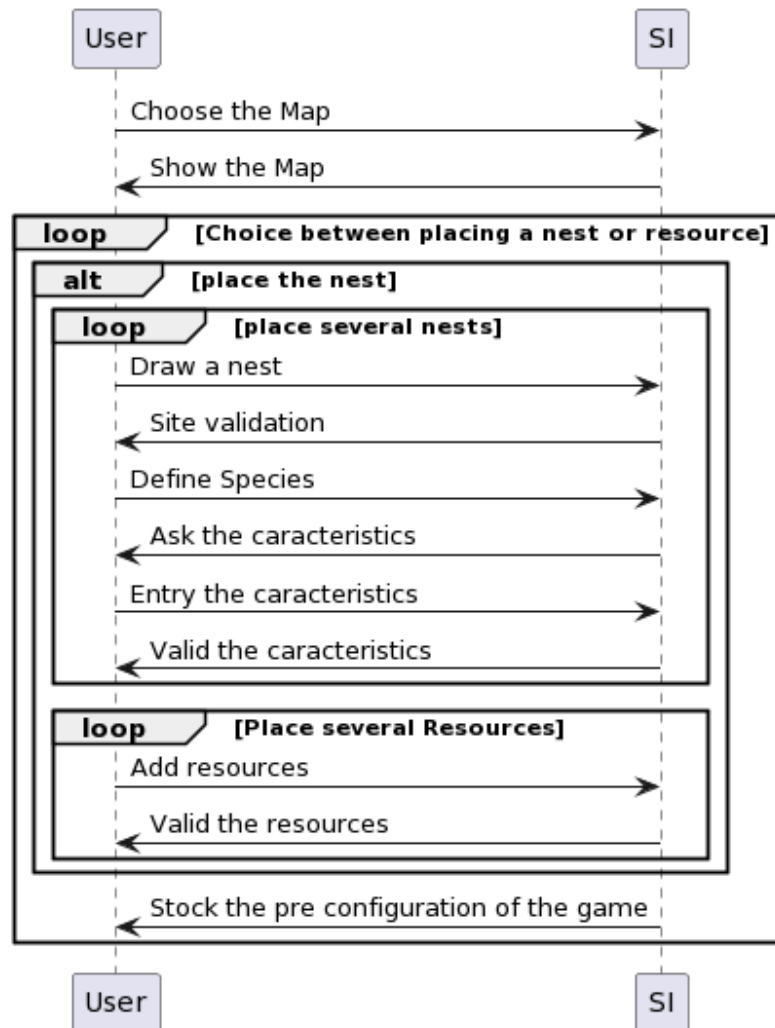 User SI
Choose the Map
Show the Map
loop [Choice between placing a nest or resource]
alt [place the nest]
loop [place several nests]
Draw a nest
Site validation
Define Species
Ask the caracteristics
Entry the caracteristics
Valid the caracteristics
loop [Place several Resources]
Add resources
Valid the resources
Stock the pre configuration of the game
User SI